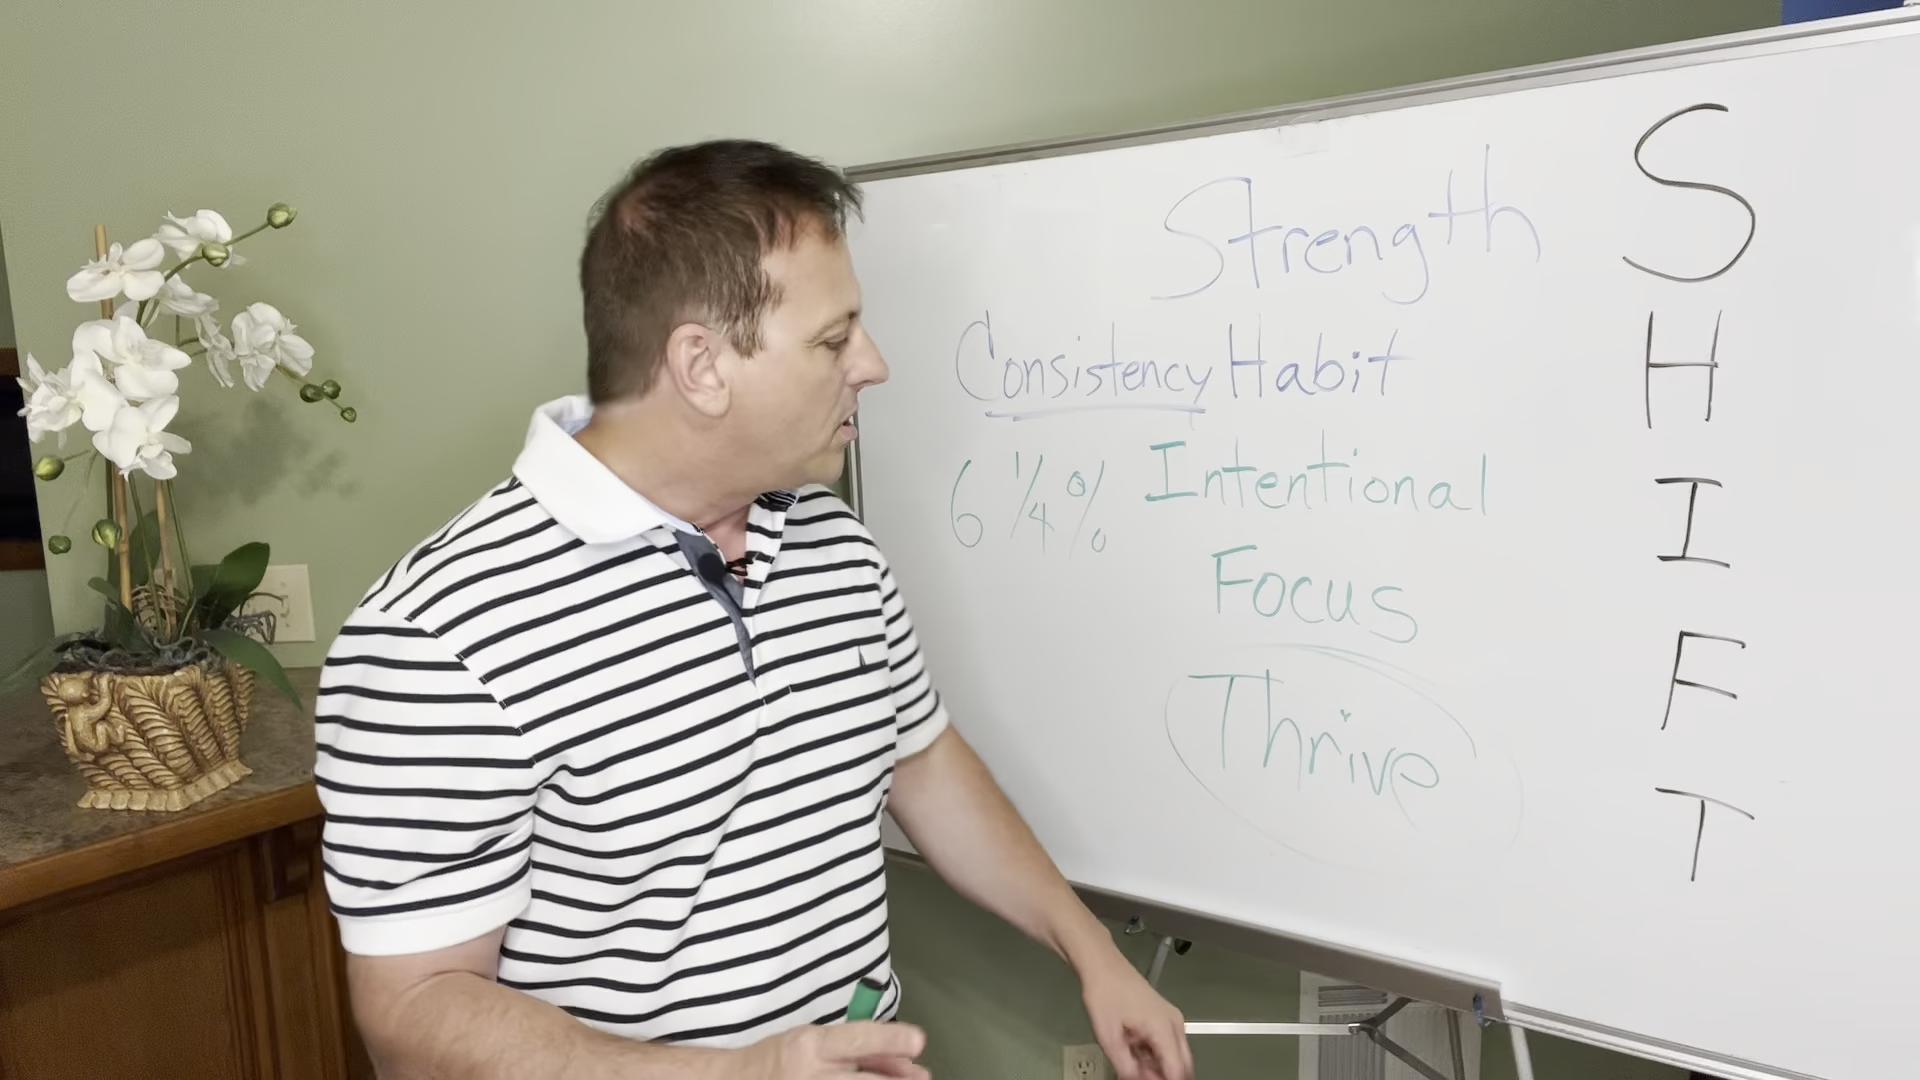 Strength S
Consistency Habit H
6 1/4 % Intentional I
Focus F
Thrive T